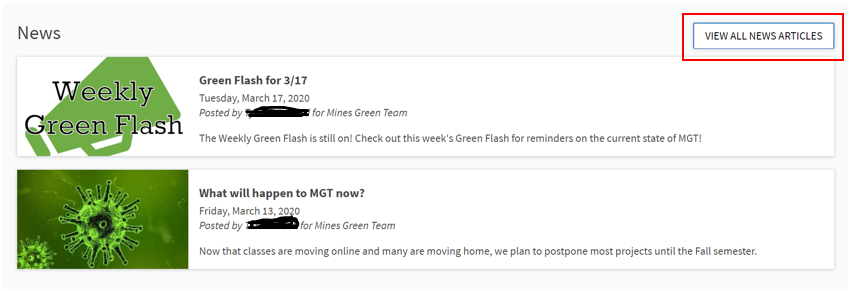 News
VIEW ALL NEWS ARTICLES
Weekly
Green Flash
Green Flash for 3/17
Tuesday, March 17, 2020
Posted by for Mines Green Team
The Weekly Green Flash is still on! Check out this week's Green Flash for reminders on the current state of MGT!
What will happen to MGT now?
Friday, March 13, 2020
Posted by for Mines Green Team
Now that classes are moving online and many are moving home, we plan to postpone most projects until the Fall semester.